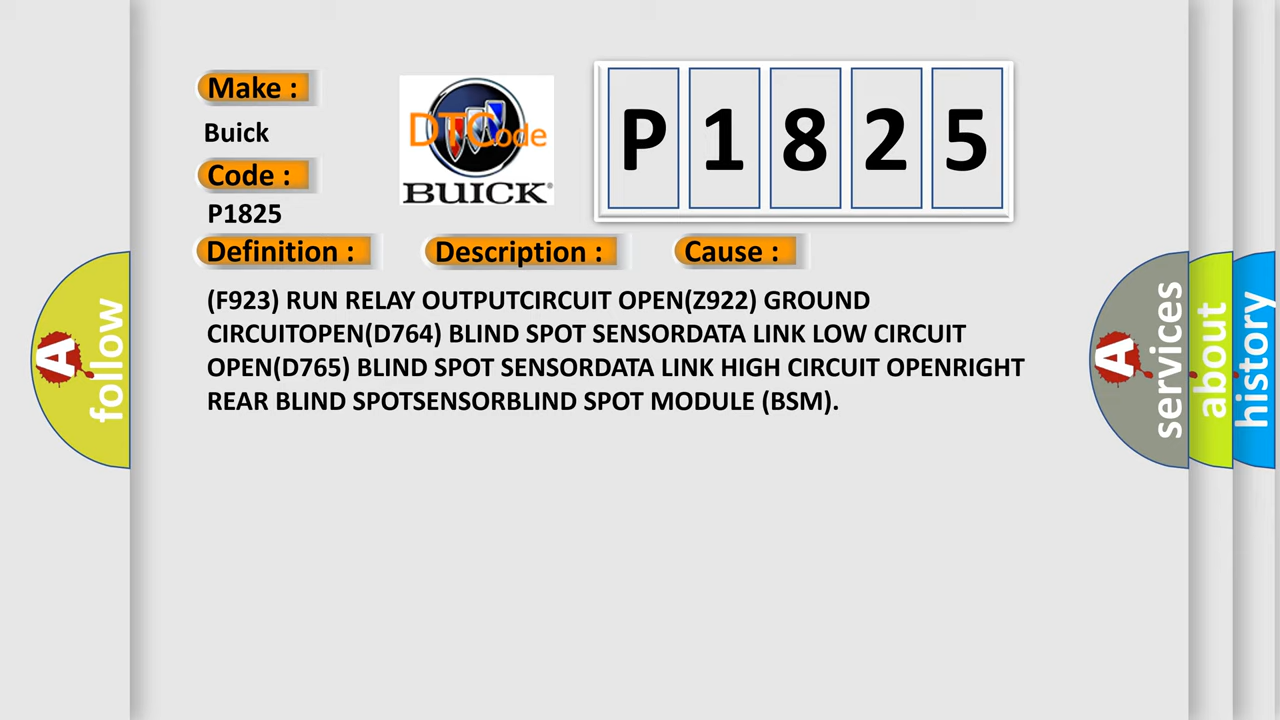 Make :
Buick
Code :
P1825
DTCode
BUICK®
P 1 8 2 5
Definition :
Description :
Cause :
(F923) RUN RELAY OUTPUTCIRCUIT OPEN(Z922) GROUND
CIRCUITOPEN(D764) BLIND SPOT SENSORDATA LINK LOW CIRCUIT
OPEN(D765) BLIND SPOT SENSORDATA LINK HIGH CIRCUIT OPENRIGHT
REAR BLIND SPOTSENSORBLIND SPOT MODULE (BSM).
A follow
A services
about
history